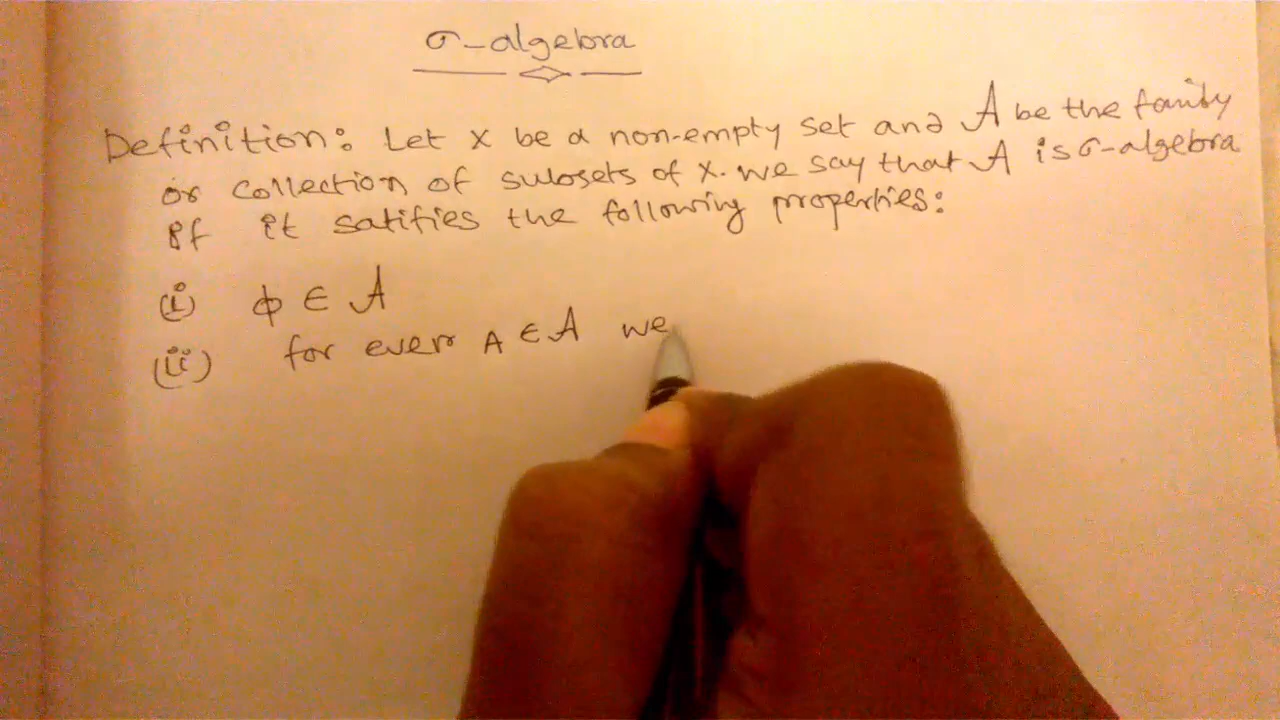 σ-algebra
Definition: Let X be a non-empty set and A be the family
or collection of subsets of X. we say that A is σ-algebra
if it satifies the following properties:
(i) ϕ ∈ A
(ii) for ever A ∈ A we